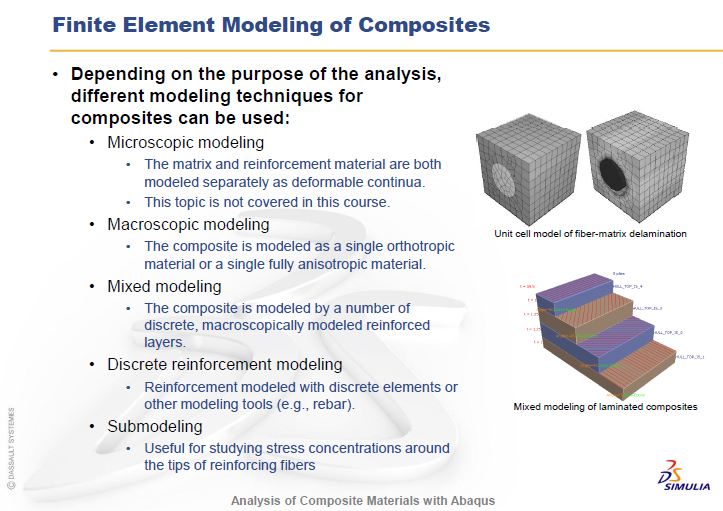 Finite Element Modeling of Composites
• Depending on the purpose of the analysis,
different modeling techniques for
composites can be used:
• Microscopic modeling
• The matrix and reinforcement material are both
modeled separately as deformable continua.
• This topic is not covered in this course.
• Macroscopic modeling
• The composite is modeled as a single orthotropic
material or a single fully anisotropic material.
• Mixed modeling
• The composite is modeled by a number of
discrete, macroscopically modeled reinforced
layers.
• Discrete reinforcement modeling
• Reinforcement modeled with discrete elements or
other modeling tools (e.g., rebar).
• Submodeling
• Useful for studying stress concentrations around
the tips of reinforcing fibers
Unit cell model of fiber-matrix delamination
Mixed modeling of laminated composites
© DASSAULT SYSTEMES
SIMULIA
Analysis of Composite Materials with Abaqus